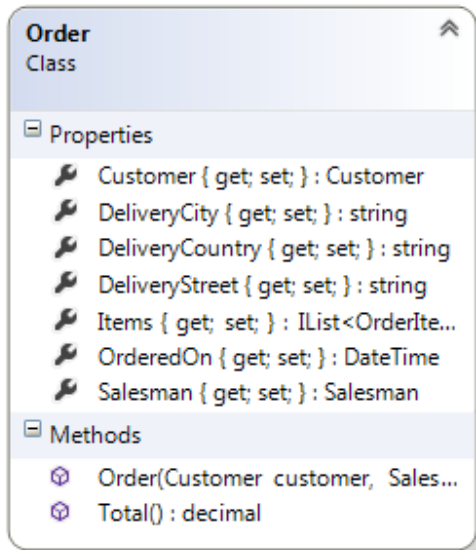 Order
Class
Properties
Customer { get; set; } : Customer
DeliveryCity { get; set; } : string
DeliveryCountry { get; set; } : string
DeliveryStreet { get; set; } : string
Items { get; set; } : IList<OrderIte...
OrderedOn { get; set; } : DateTime
Salesman { get; set; } : Salesman
Methods
Order(Customer customer, Sales...
Total() : decimal